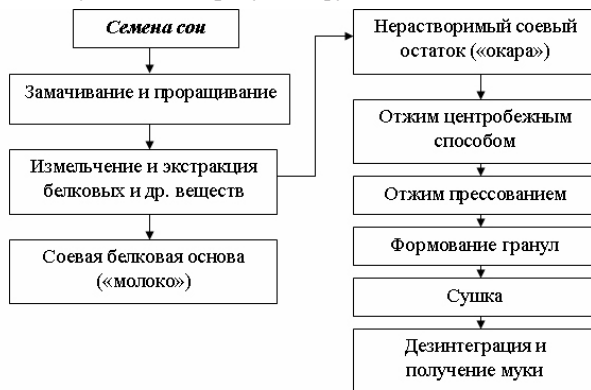 Семена сои
Замачивание и проращивание
Измельчение и экстракция
белковых и др. веществ
Соевая белковая основа
(«молоко»)
Нерастворимый соевый
остаток («окара»)
Отжим центробежным
способом
Отжим прессованием
Формование гранул
Сушка
Дезинтеграция и
получение муки